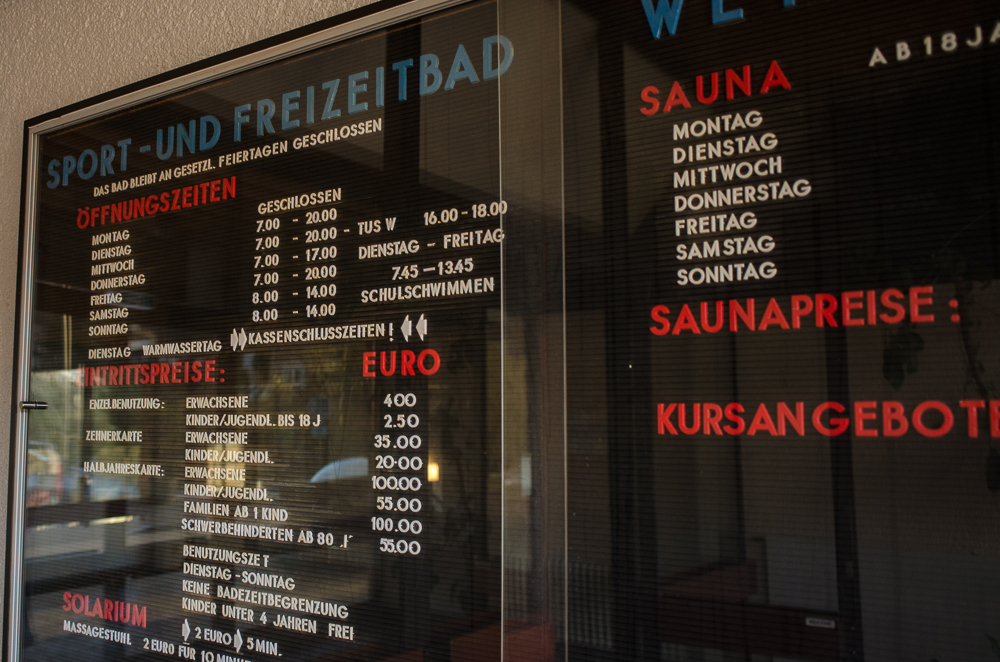 SPORT-UND FREIZEITBAD
DAS BAD BLEIBT AN GESETZL. FEIERTAGEN GESCHLOSSEN
ÖFFNUNGSZEITEN
MONTAG GESCHLOSSEN
DIENSTAG 7.00 - 20.00
MITTWOCH 7.00 - 20.00 - TUS W 16.00-18.00
DONNERSTAG 7.00 - 17.00 DIENSTAG - FREITAG
FREITAG 7.00 - 20.00 7.45 - 13.45
SAMSTAG 8.00 - 14.00 SCHULSCHWIMMEN
SONNTAG 8.00 - 14.00
DIENSTAG WARMWASSERTAG KASSENSCHLUSSZEITEN!
INTRITTSPREISE: EURO
EINZELBENUTZUNG: ERWACHSENE 4.00
KINDER/JUGENDL. BIS 18 J 2.50
ZEHNERKARTE ERWACHSENE 35.00
KINDER/JUGENDL. 20.00
HALBJAHRESKARTE: ERWACHSENE 100.00
KINDER/JUGENDL. 55.00
FAMILIEN AB 1 KIND 100.00
SCHWERBEHINDERTEN AB 80 55.00
BENUTZUNGSZE T
DIENSTAG-SONNTAG
KEINE BADEZEITBEGRENZUNG
KINDER UNTER 4 JAHREN FREI
SOLARIUM 2 EURO 5 MIN.
MASSAGESTUHL 2 EURO FÜR 10 MINU
AB 18 JA
SAUNA
MONTAG
DIENSTAG
MITTWOCH
DONNERSTAG
FREITAG
SAMSTAG
SONNTAG
SAUNAPREISE:
KURSANGEBOTE